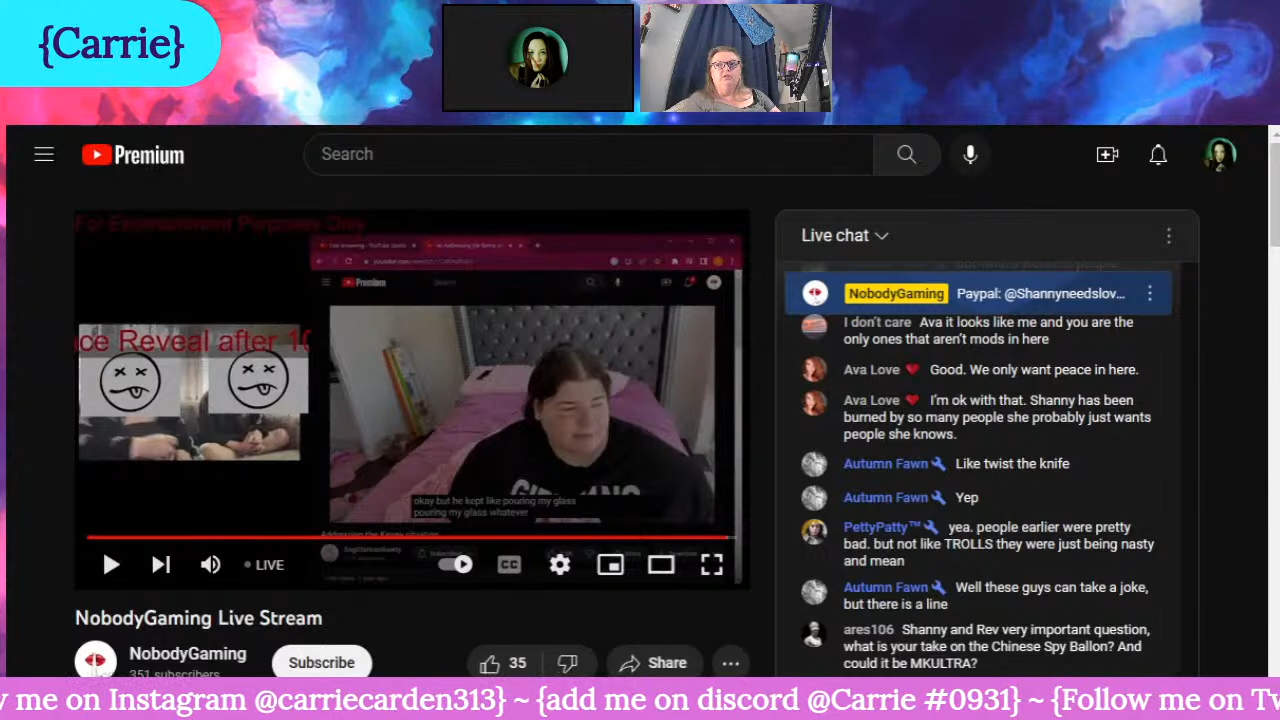 {Carrie}
Premium
Search
For Entertainment Purposes Only
ce Reveal after 10
Premium
okay but he kept like pouring my glass
pouring my glass whatever
LIVE
CC
NobodyGaming Live Stream
NobodyGaming
351 subscribers
Subscribe
35
Share
Live chat
NobodyGaming Paypal: @Shannyneedslov...
I don't care Ava it looks like me and you are the
only ones that aren't mods in here
Ava Love Good. We only want peace in here.
Ava Love I'm ok with that. Shanny has been
burned by so many people she probably just wants
people she knows.
Autumn Fawn Like twist the knife
Autumn Fawn Yep
PettyPatty™ yea. people earlier were pretty
bad. but not like TROLLS they were just being nasty
and mean
Autumn Fawn Well these guys can take a joke,
but there is a line
ares106 Shanny and Rev very important question,
what is your take on the Chinese Spy Ballon? And
could it be MKULTRA?
w me on Instagram @carriecarden313} ~ {add me on discord @Carrie #0931} ~ {Follow me on Tw